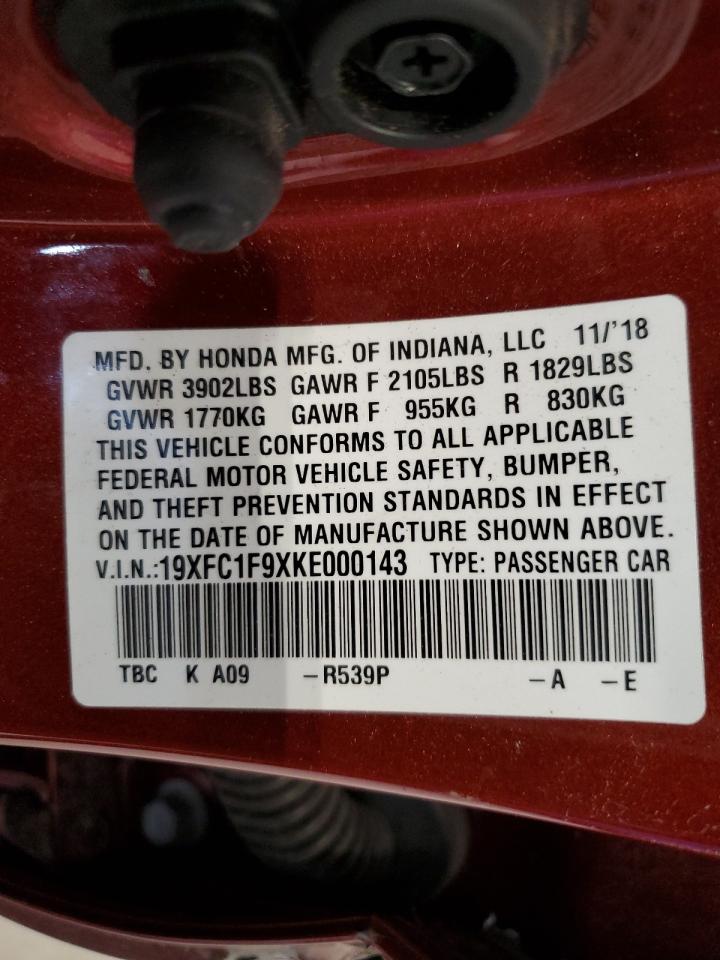 MFD. BY HONDA MFG. OF INDIANA, LLC 11/'18
GVWR 3902LBS GAWR F 2105LBS R 1829LBS
GVWR 1770KG GAWR F 955KG R 830KG
THIS VEHICLE CONFORMS TO ALL APPLICABLE
FEDERAL MOTOR VEHICLE SAFETY, BUMPER,
AND THEFT PREVENTION STANDARDS IN EFFECT
ON THE DATE OF MANUFACTURE SHOWN ABOVE.
V.I.N.:19XFC1F9XKE000143 TYPE: PASSENGER CAR
TBC K A09 –R539P –A –E